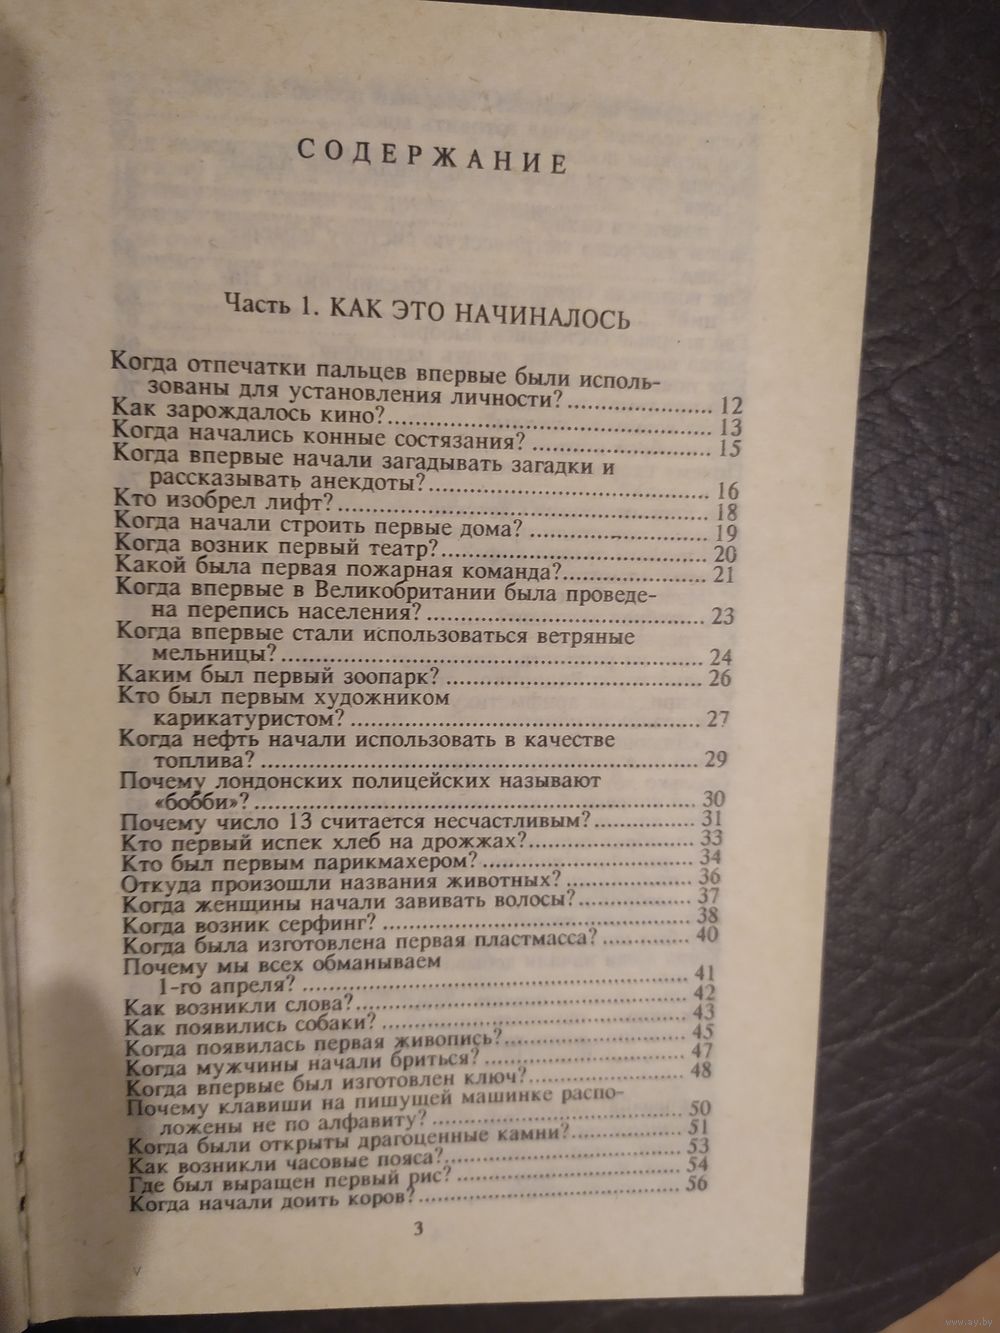 СОДЕРЖАНИЕ
Часть 1. КАК ЭТО НАЧИНАЛОСЬ
Когда отпечатки пальцев впервые были исполь-
зованы для установления личности? 12
Как зарождалось кино? 13
Когда начались конные состязания? 15
Когда впервые начали загадывать загадки и
рассказывать анекдоты? 16
Кто изобрел лифт? 18
Когда начали строить первые дома? 19
Когда возник первый театр? 20
Какой была первая пожарная команда? 21
Когда впервые в Великобритании была проведе-
на перепись населения? 23
Когда впервые стали использоваться ветряные
мельницы? 24
Каким был первый зоопарк? 26
Кто был первым художником
карикатуристом? 27
Когда нефть начали использовать в качестве
топлива? 29
Почему лондонских полицейских называют
«бобби»? 30
Почему число 13 считается несчастливым? 31
Кто первый испек хлеб на дрожжах? 33
Кто был первым парикмахером? 34
Откуда произошли названия животных? 36
Когда женщины начали завивать волосы? 37
Когда возник серфинг? 38
Когда была изготовлена первая пластмасса? 40
Почему мы всех обманываем
1-го апреля? 41
Как возникли слова? 42
Как появились собаки? 43
Когда появилась первая живопись? 45
Когда мужчины начали бриться? 47
Когда впервые был изготовлен ключ? 48
Почему клавиши на пишущей машинке распо-
ложены не по алфавиту? 50
Когда были открыты драгоценные камни? 51
Как возникли часовые пояса? 53
Где был выращен первый рис? 54
Когда начали доить коров? 56
3
www.ay.by